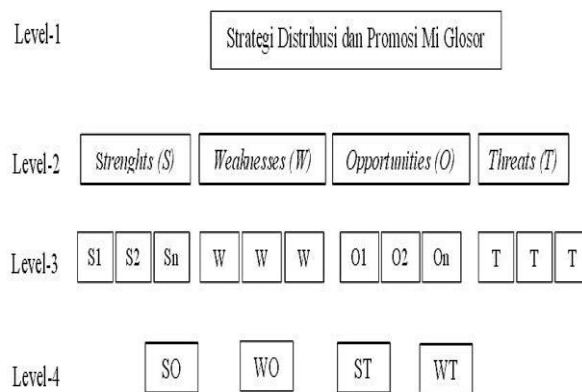 Level-1 Strategi Distribusi dan Promosi Mi Glosor
Level-2 Strenghts (S) Weaknesses (W) Opportunities (O) Threats (T)
Level-3 S1 S2 Sn W W W O1 O2 On T T T
Level-4 SO WO ST WT